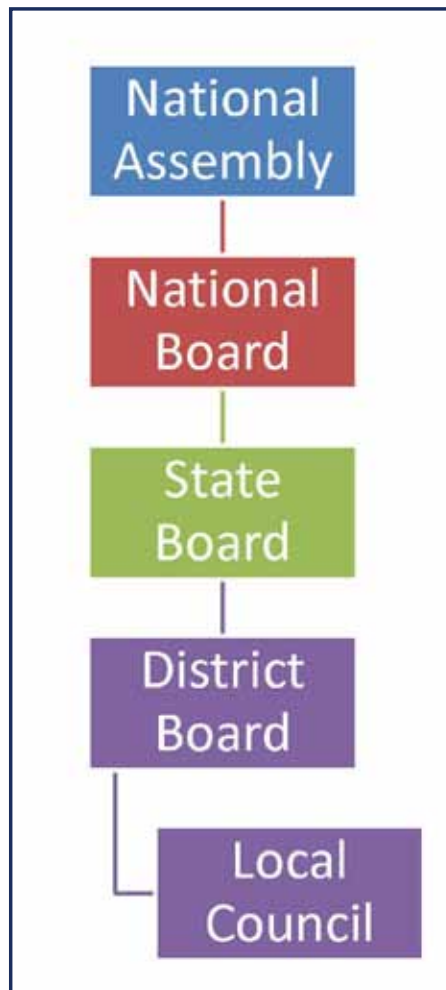 National
Assembly
National
Board
State
Board
District
Board
Local
Council